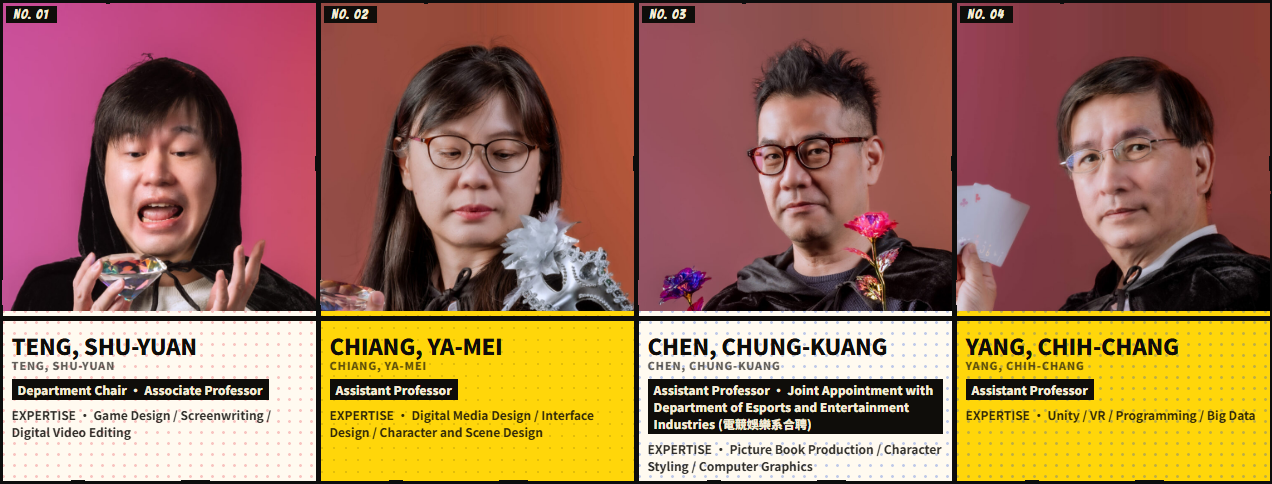 NO. 01
TENG, SHU-YUAN
TENG, SHU-YUAN
Department Chair • Associate Professor
EXPERTISE • Game Design / Screenwriting /
Digital Video Editing
NO. 02
CHIANG, YA-MEI
CHIANG, YA-MEI
Assistant Professor
EXPERTISE • Digital Media Design / Interface
Design / Character and Scene Design
NO. 03
CHEN, CHUNG-KUANG
CHEN, CHUNG-KUANG
Assistant Professor • Joint Appointment with
Department of Esports and Entertainment
Industries (電競娛樂系合聘)
EXPERTISE • Picture Book Production / Character
Styling / Computer Graphics
NO. 04
YANG, CHIH-CHANG
YANG, CHIH-CHANG
Assistant Professor
EXPERTISE • Unity / VR / Programming / Big Data